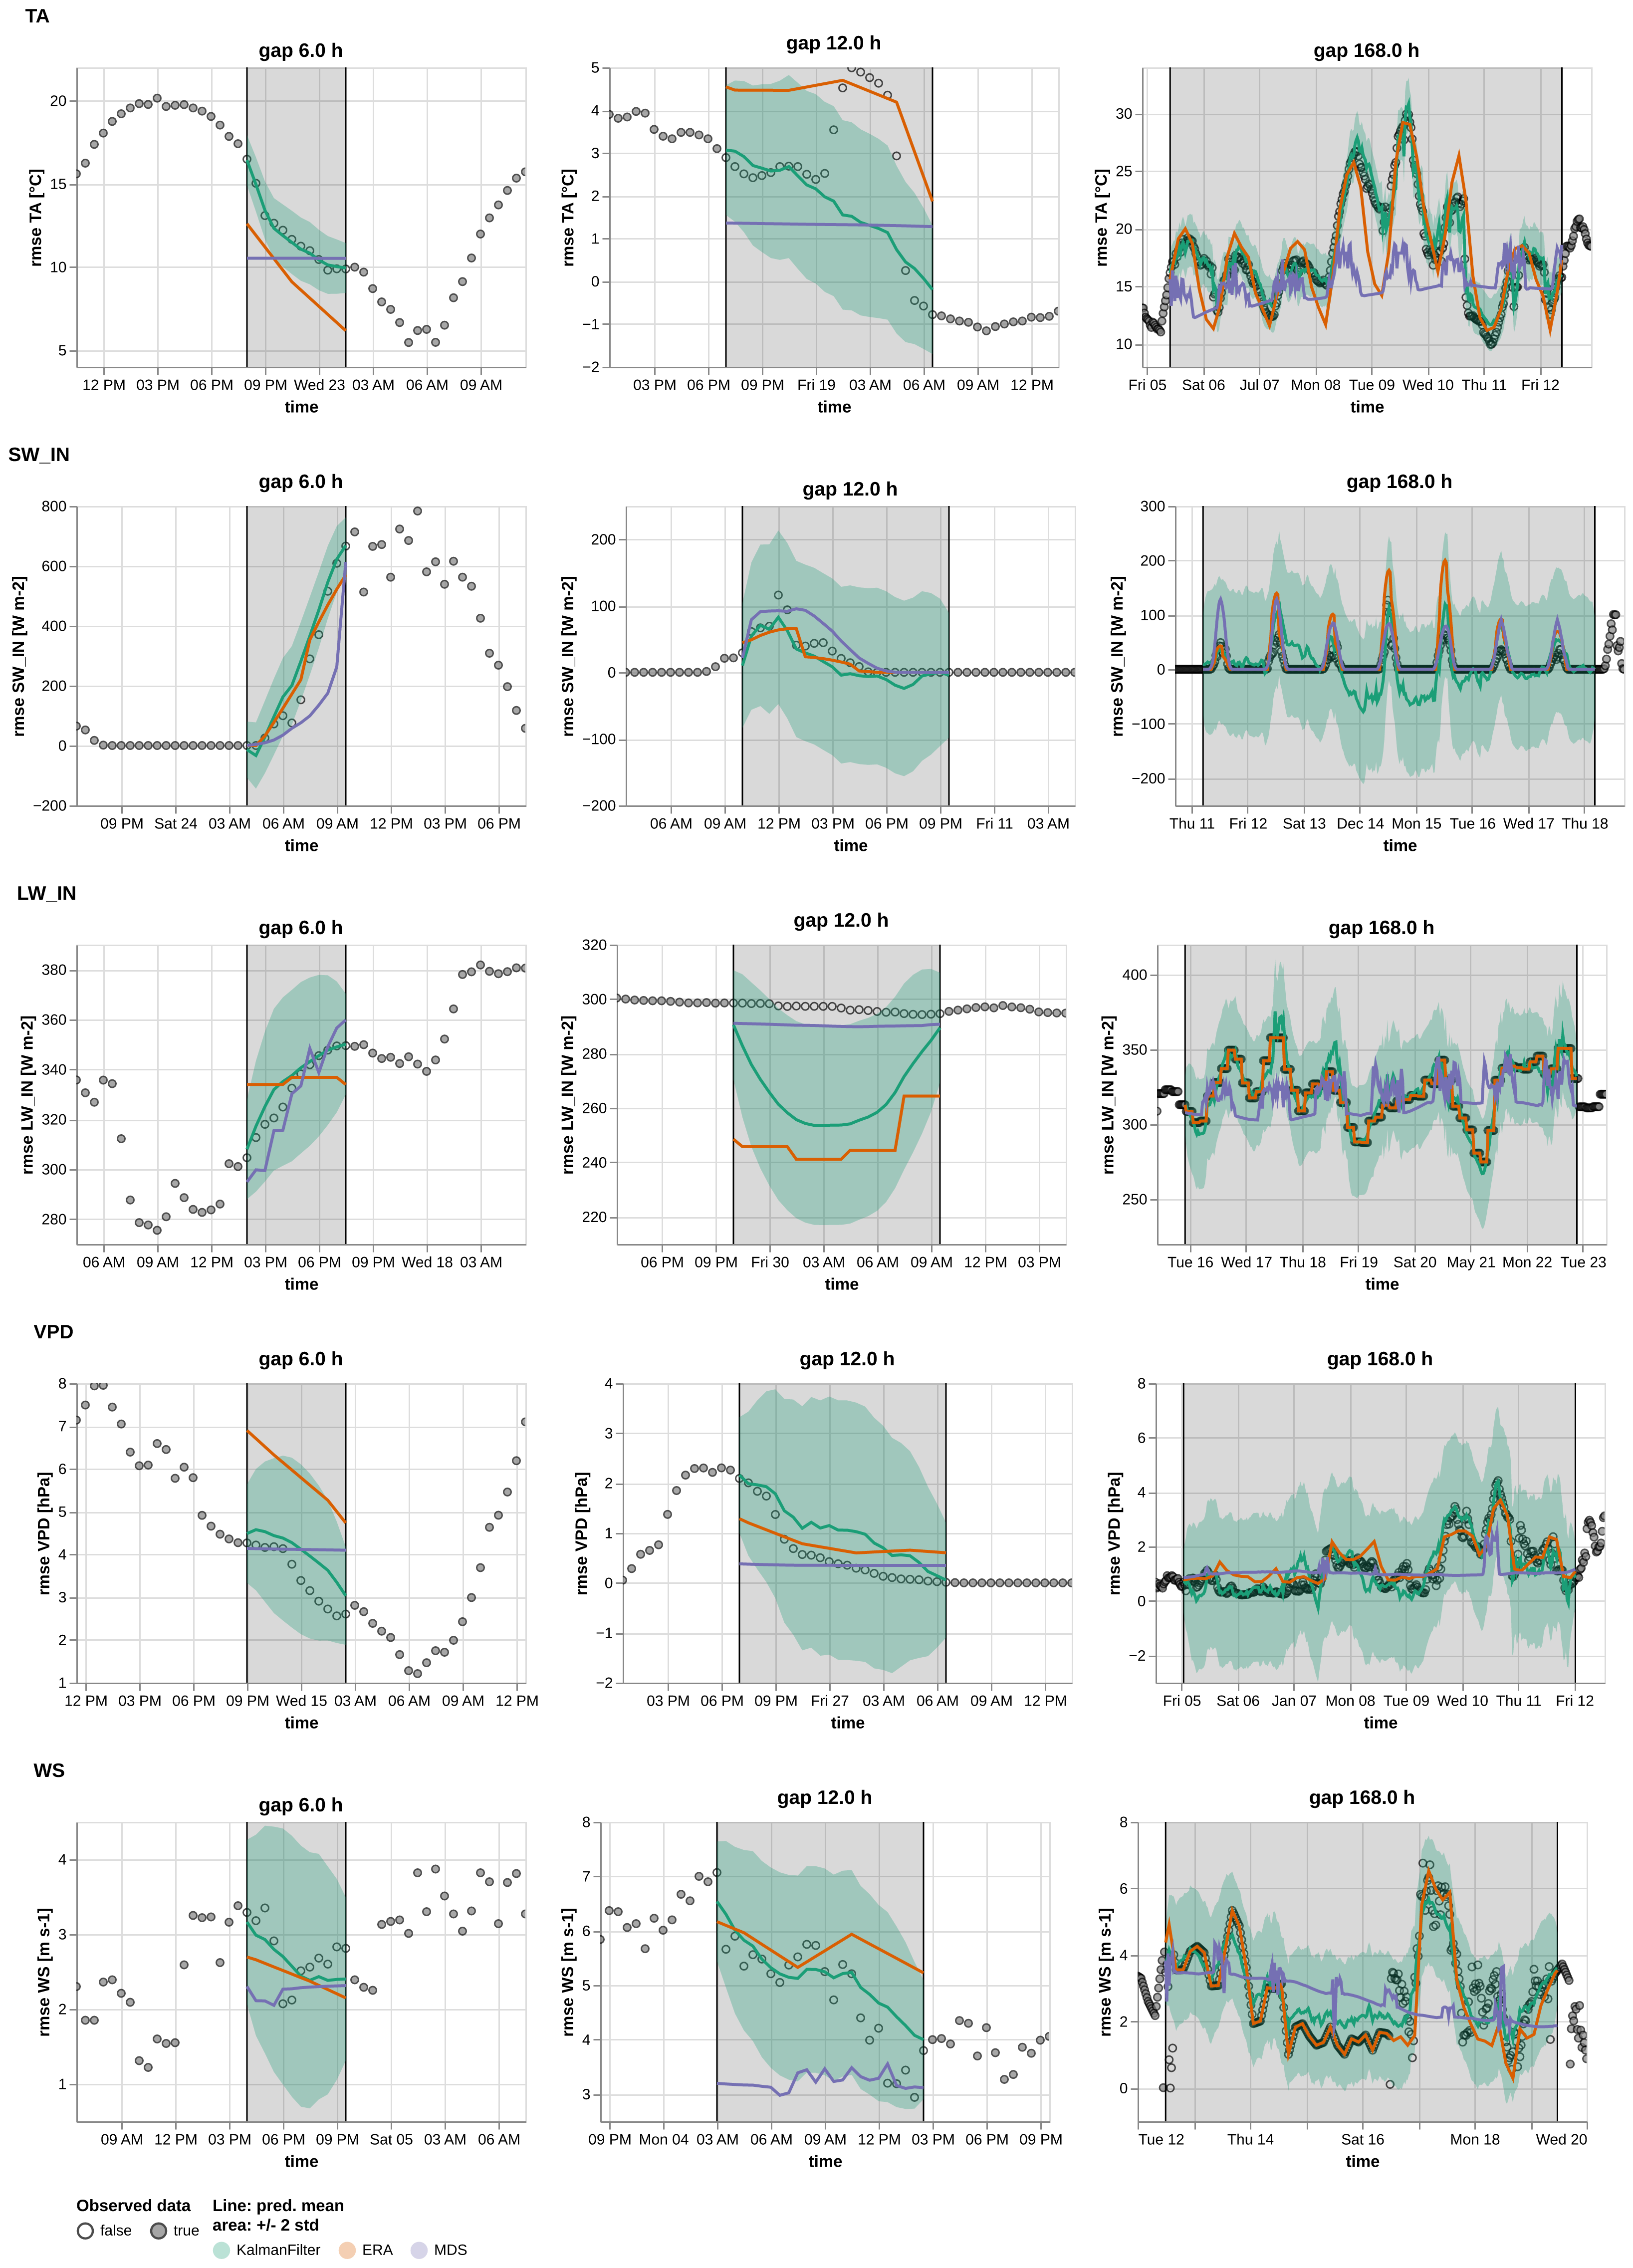 TA
gap 6.0 h
gap 12.0 h
gap 168.0 h
rmse TA [°C]
20
15
10
5
12 PM 03 PM 06 PM 09 PM Wed 23 03 AM 06 AM 09 AM
time
rmse TA [°C]
5
4
3
2
1
0
−1
−2
03 PM 06 PM 09 PM Fri 19 03 AM 06 AM 09 AM 12 PM
time
rmse TA [°C]
30
25
20
15
10
Fri 05 Sat 06 Jul 07 Mon 08 Tue 09 Wed 10 Thu 11 Fri 12
time
SW_IN
gap 6.0 h
gap 12.0 h
gap 168.0 h
rmse SW_IN [W m-2]
800
600
400
200
0
−200
09 PM Sat 24 03 AM 06 AM 09 AM 12 PM 03 PM 06 PM
time
rmse SW_IN [W m-2]
200
100
0
−100
−200
06 AM 09 AM 12 PM 03 PM 06 PM 09 PM Fri 11 03 AM
time
rmse SW_IN [W m-2]
300
200
100
0
−100
−200
Thu 11 Fri 12 Sat 13 Dec 14 Mon 15 Tue 16 Wed 17 Thu 18
time
LW_IN
gap 6.0 h
gap 12.0 h
gap 168.0 h
rmse LW_IN [W m-2]
380
360
340
320
300
280
06 AM 09 AM 12 PM 03 PM 06 PM 09 PM Wed 18 03 AM
time
rmse LW_IN [W m-2]
320
300
280
260
240
220
06 PM 09 PM Fri 30 03 AM 06 AM 09 AM 12 PM 03 PM
time
rmse LW_IN [W m-2]
400
350
300
250
Tue 16 Wed 17 Thu 18 Fri 19 Sat 20 May 21 Mon 22 Tue 23
time
VPD
gap 6.0 h
gap 12.0 h
gap 168.0 h
rmse VPD [hPa]
8
7
6
5
4
3
2
1
12 PM 03 PM 06 PM 09 PM Wed 15 03 AM 06 AM 09 AM 12 PM
time
rmse VPD [hPa]
4
3
2
1
0
−1
−2
03 PM 06 PM 09 PM Fri 27 03 AM 06 AM 09 AM 12 PM
time
rmse VPD [hPa]
8
6
4
2
0
−2
Fri 05 Sat 06 Jan 07 Mon 08 Tue 09 Wed 10 Thu 11 Fri 12
time
WS
gap 6.0 h
gap 12.0 h
gap 168.0 h
rmse WS [m s-1]
4
3
2
1
09 AM 12 PM 03 PM 06 PM 09 PM Sat 05 03 AM 06 AM
time
rmse WS [m s-1]
8
7
6
5
4
3
09 PM Mon 04 03 AM 06 AM 09 AM 12 PM 03 PM 06 PM 09 PM
time
rmse WS [m s-1]
8
6
4
2
0
Tue 12 Thu 14 Sat 16 Mon 18 Wed 20
time
Observed data
false true
Line: pred. mean
area: +/- 2 std
KalmanFilter ERA MDS